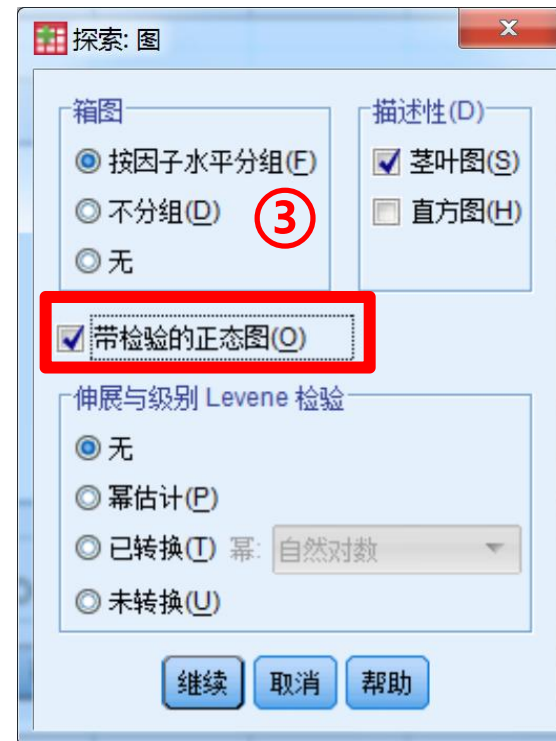 探索: 图
x
箱图
按因子水平分组(F)
不分组(D)
无
③
描述性(D)
茎叶图(S)
直方图(H)
带检验的正态图(O)
伸展与级别 Levene 检验
无
幂估计(P)
已转换(T) 幂: 自然对数
未转换(U)
继续 取消 帮助